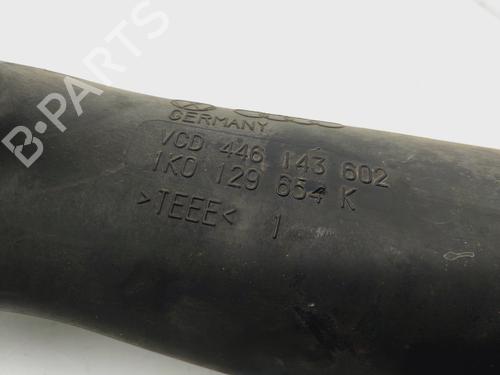 GERMANY
VCD 446 143 602
1K0 129 654 K
>TEEE< 1
B-PARTS